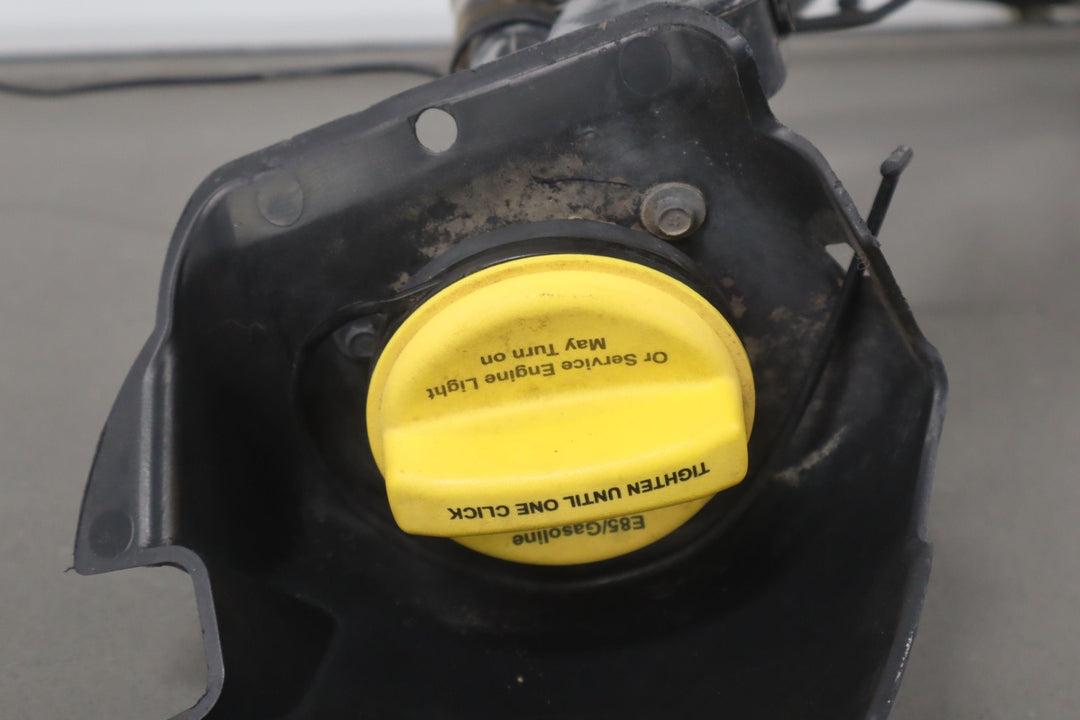 E85/Gasoline
TIGHTEN UNTIL ONE CLICK
Or Service Engine Light
May Turn on